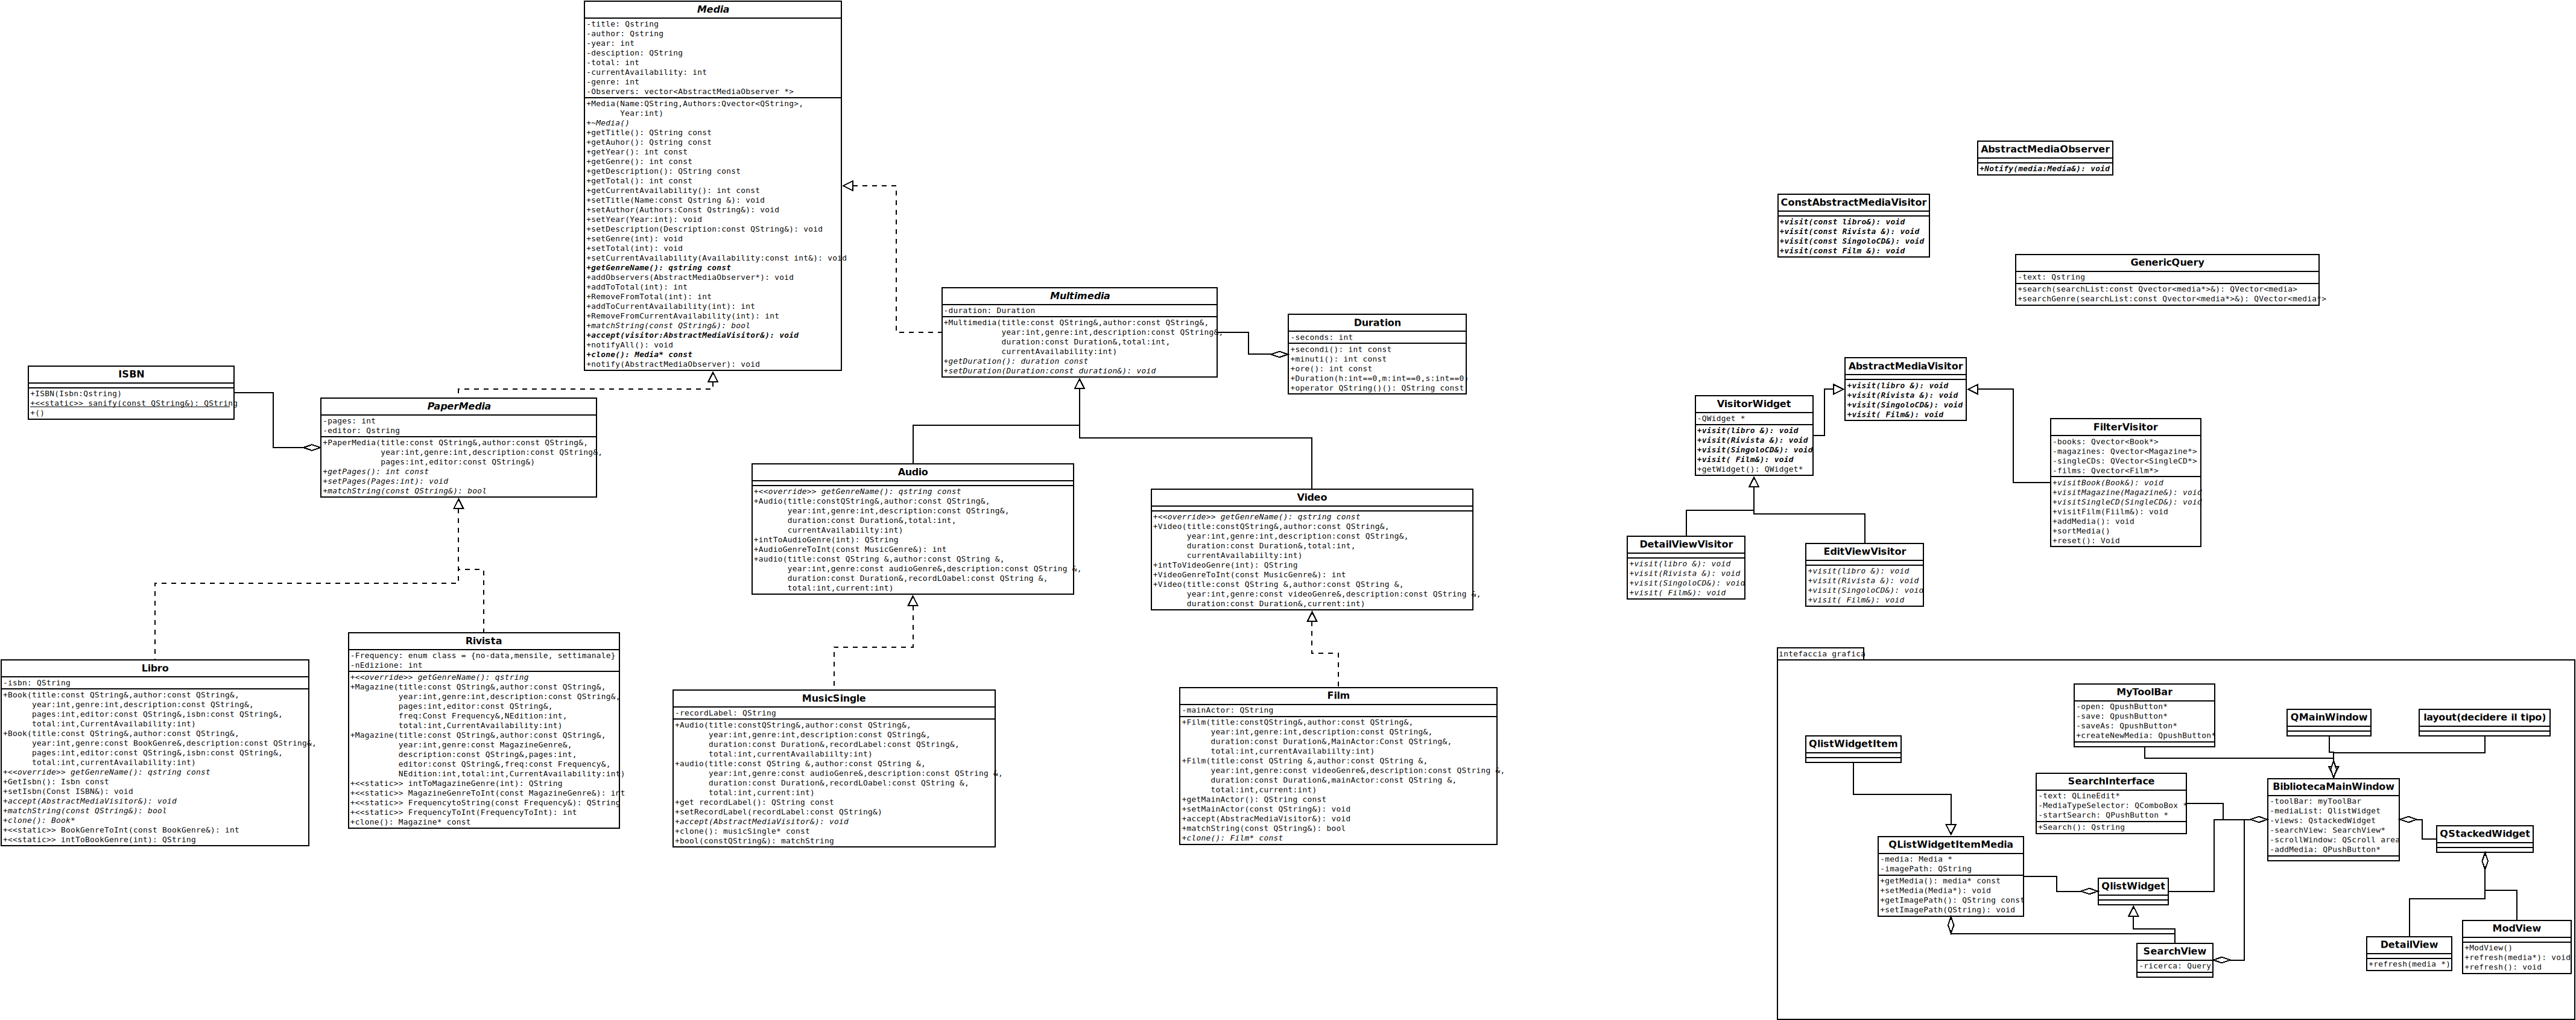 Media
-title: Qstring
-author: Qstring
-year: int
-desciption: QString
-total: int
-currentAvailability: int
-genre: int
-Observers: vector<AbstractMediaObserver *>
+Media(Name:QString,Authors:Qvector<QString>,
Year:int)
+~Media()
+getTitle(): QString const
+getAuhor(): Qstring const
+getYear(): int const
+getGenre(): int const
+getDescription(): QString const
+getTotal(): int const
+getCurrentAvailability(): int const
+setTitle(Name:const Qstring &): void
+setAuthor(Authors:Const Qstring&): void
+setYear(Year:int): void
+setDescription(Description:const QString&): void
+setGenre(int): void
+setTotal(int): void
+setCurrentAvailability(Availability:const int&): void
+getGenreName(): qstring const
+addObservers(AbstractMediaObserver*): void
+addToTotal(int): int
+RemoveFromTotal(int): int
+addToCurrentAvailability(int): int
+RemoveFromCurrentAvailability(int): int
+matchString(const QString&): bool
+accept(visitor:AbstractMediaVisitor&): void
+notifyAll(): void
+clone(): Media* const
+notify(AbstractMediaObserver): void
ISBN
+ISBN(Isbn:Qstring)
+<<static>> sanify(const QString&): QString
+()
PaperMedia
-pages: int
-editor: Qstring
+PaperMedia(title:const QString&,author:const QString&,
year:int,genre:int,description:const QString&,
pages:int,editor:const QString&)
+getPages(): int const
+setPages(Pages:int): void
+matchString(const QString&): bool
Multimedia
-duration: Duration
+Multimedia(title:const QString&,author:const QString&,
year:int,genre:int,description:const QString&,
duration:const Duration&,total:int,
currentAvailability:int)
+getDuration(): duration const
+setDuration(Duration:const duration&): void
Duration
-seconds: int
+secondi(): int const
+minuti(): int const
+ore(): int const
+Duration(h:int==0,m:int==0,s:int==0)
+operator QString()(): QString const
Audio
+<<override>> getGenreName(): qstring const
+Audio(title:constQString&,author:const QString&,
year:int,genre:int,description:const QString&,
duration:const Duration&,total:int,
currentAvailabiilty:int)
+intToAudioGenre(int): QString
+AudioGenreToInt(const MusicGenre&): int
+audio(title:const QString &,author:const QString &,
year:int,genre:const audioGenre&,description:const QString &,
duration:const Duration&,recordLOabel:const QString &,
total:int,current:int)
Video
+<<override>> getGenreName(): qstring const
+Video(title:constQString&,author:const QString&,
year:int,genre:int,description:const QString&,
duration:const Duration&,total:int,
currentAvailabiilty:int)
+intToVideoGenre(int): QString
+VideoGenreToInt(const MusicGenre&): int
+Video(title:const QString &,author:const QString &,
year:int,genre:const videoGenre&,description:const QString &,
duration:const Duration&,current:int)
Libro
-isbn: QString
+Book(title:const QString&,author:const QString&,
year:int,genre:int,description:const QString&,
pages:int,editor:const QString&,isbn:const QString&,
total:int,CurrentAvailability:int)
+Book(title:const QString&,author:const QString&,
year:int,genre:const BookGenre&,description:const QString&,
pages:int,editor:const QString&,isbn:const QString&,
total:int,currentAvailability:int)
+<<override>> getGenreName(): qstring const
+GetIsbn(): Isbn const
+setIsbn(Const ISBN&): void
+accept(AbstractMediaVisitor&): void
+matchString(const QString&): bool
+clone(): Book*
+<<static>> BookGenreToInt(const BookGenre&): int
+<<static>> intToBookGenre(int): QString
Rivista
-Frequency: enum class = {no-data,mensile, settimanale}
-nEdizione: int
+<<override>> getGenreName(): qstring
+Magazine(title:const QString&,author:const QString&,
year:int,genre:int,description:const QString&,
pages:int,editor:const QString&,
freq:Const Frequency&,NEdition:int,
total:int,CurrentAvailability:int)
+Magazine(title:const QString&,author:const QString&,
year:int,genre:const MagazineGenre&,
description:const QString&,pages:int,
editor:const QString&,freq:const Frequency&,
NEdition:int,total:int,CurrentAvailability:int)
+<<static>> intToMagazineGenre(int): QString
+<<static>> MagazineGenreToInt(const MagazineGenre&): int
+<<static>> FrequencytoString(const Frequency&): QString
+<<static>> FrequencyToInt(FrequencyToInt): int
+clone(): Magazine* const
MusicSingle
-recordLabel: QString
+Audio(title:constQString&,author:const QString&,
year:int,genre:int,description:const QString&,
duration:const Duration&,recordLabel:const QString&,
total:int,currentAvailabiilty:int)
+audio(title:const QString &,author:const QString &,
year:int,genre:const audioGenre&,description:const QString &,
duration:const Duration&,recordLOabel:const QString &,
total:int,current:int)
+get recordLabel(): QString const
+setRecordLabel(recordLabel:const QString&)
+accept(AbstractMediaVisitor&): void
+clone(): musicSingle* const
+bool(constQString&): matchString
Film
-mainActor: QString
+Film(title:constQString&,author:const QString&,
year:int,genre:int,description:const QString&,
duration:const Duration&,MainActor:Const QString&,
total:int,currentAvailabiilty:int)
+Film(title:const QString &,author:const QString &,
year:int,genre:const videoGenre&,description:const QString &,
duration:const Duration&,mainActor:const QString &,
total:int,current:int)
+getMainActor(): QString const
+setMainActor(const QString&): void
+accept(AbstracMediaVisitor&): void
+matchString(const QString&): bool
+clone(): Film* const
AbstractMediaObserver
+Notify(media:Media&): void
ConstAbstractMediaVisitor
+visit(const libro&): void
+visit(const Rivista &): void
+visit(const SingoloCD&): void
+visit(const Film &): void
GenericQuery
-text: Qstring
+search(searchList:const Qvector<media*>&): QVector<media>
+searchGenre(searchList:const Qvector<media*>&): QVector<media*>
AbstractMediaVisitor
+visit(libro &): void
+visit(Rivista &): void
+visit(SingoloCD&): void
+visit( Film&): void
VisitorWidget
-QWidget *
+visit(libro &): void
+visit(Rivista &): void
+visit(SingoloCD&): void
+visit( Film&): void
+getWidget(): QWidget*
FilterVisitor
-books: Qvector<Book*>
-magazines: Qvector<Magazine*>
-singleCDs: QVector<SingleCD*>
-films: Qvector<Film*>
+visitBook(Book&): void
+visitMagazine(Magazine&): void
+visitSingleCD(SingleCD&): void
+visitFilm(Fiilm&): void
+addMedia(): void
+sortMedia()
+reset(): Void
DetailViewVisitor
+visit(libro &): void
+visit(Rivista &): void
+visit(SingoloCD&): void
+visit( Film&): void
EditViewVisitor
+visit(libro &): void
+visit(Rivista &): void
+visit(SingoloCD&): void
+visit( Film&): void
intefaccia grafica
MyToolBar
-open: QpushButton*
-save: QpushButton*
-saveAs: QpushButton*
+createNewMedia: QpushButton*
QMainWindow
layout(decidere il tipo)
QlistWidgetItem
SearchInterface
-text: QLineEdit*
-MediaTypeSelector: QComboBox *
-startSearch: QPushButton *
+Search(): Qstring
BibliotecaMainWindow
-toolBar: myToolBar
-mediaList: QlistWidget
-views: QstackedWidget
-searchView: SearchView*
-scrollWindow: QScroll area
-addMedia: QPushButton*
QStackedWidget
QListWidgetItemMedia
-media: Media *
-imagePath: QString
+getMedia(): media* const
+setMedia(Media*): void
+getImagePath(): QString const
+setImagePath(QString): void
QlistWidget
SearchView
-ricerca: Query
DetailView
+refresh(media *)
ModView
+ModView()
+refresh(media*): void
+refresh(): void